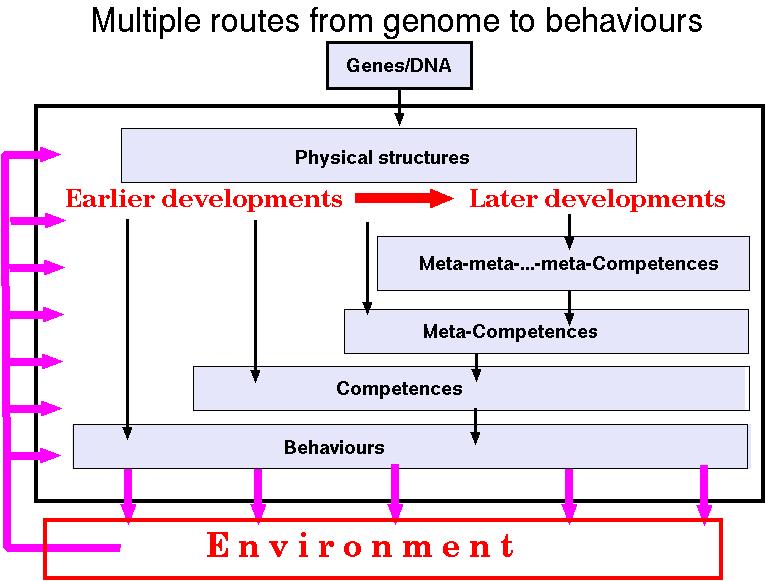 Multiple routes from genome to behaviours
Genes/DNA
Physical structures
Earlier developments Later developments
Meta-meta-...-meta-Competences
Meta-Competences
Competences
Behaviours
Environment